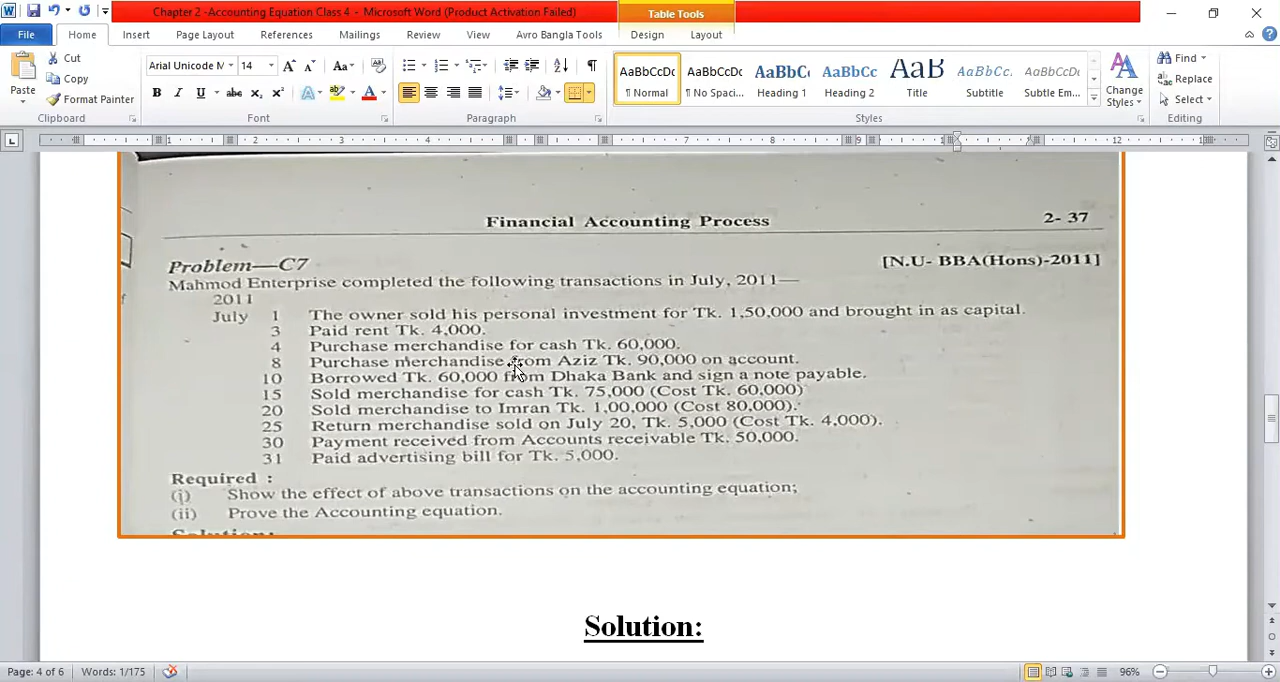 Chapter 2 -Accounting Equation Class 4 - Microsoft Word (Product Activation Failed)
Table Tools
File Home Insert Page Layout References Mailings Review View Avro Bangla Tools Design Layout
Paste
Cut
Copy
Format Painter
Clipboard
Arial Unicode M 14
Font
Paragraph
AaBbCcDc
¶ Normal
AaBbCcDc
¶ No Spaci...
AaBbC
Heading 1
AaBbCc
Heading 2
AaB
Title
AaBbCc.
Subtitle
AaBbCcDc
Subtle Em...
Change
Styles
Styles
Find
Replace
Select
Editing
Financial Accounting Process 2- 37
Problem—C7 [N.U- BBA(Hons)-2011]
Mahmod Enterprise completed the following transactions in July, 2011—
2011
July 1 The owner sold his personal investment for Tk. 1,50,000 and brought in as capital.
3 Paid rent Tk. 4,000.
4 Purchase merchandise for cash Tk. 60,000.
8 Purchase merchandise from Aziz Tk. 90,000 on account.
10 Borrowed Tk. 60,000 from Dhaka Bank and sign a note payable.
15 Sold merchandise for cash Tk. 75,000 (Cost Tk. 60,000)
20 Sold merchandise to Imran Tk. 1,00,000 (Cost 80,000).
25 Return merchandise sold on July 20, Tk. 5,000 (Cost Tk. 4,000).
30 Payment received from Accounts receivable Tk. 50,000.
31 Paid advertising bill for Tk. 5,000.
Required :
(i) Show the effect of above transactions on the accounting equation;
(ii) Prove the Accounting equation.
Solution:
Solution:
Page: 4 of 6 Words: 1/175 96%